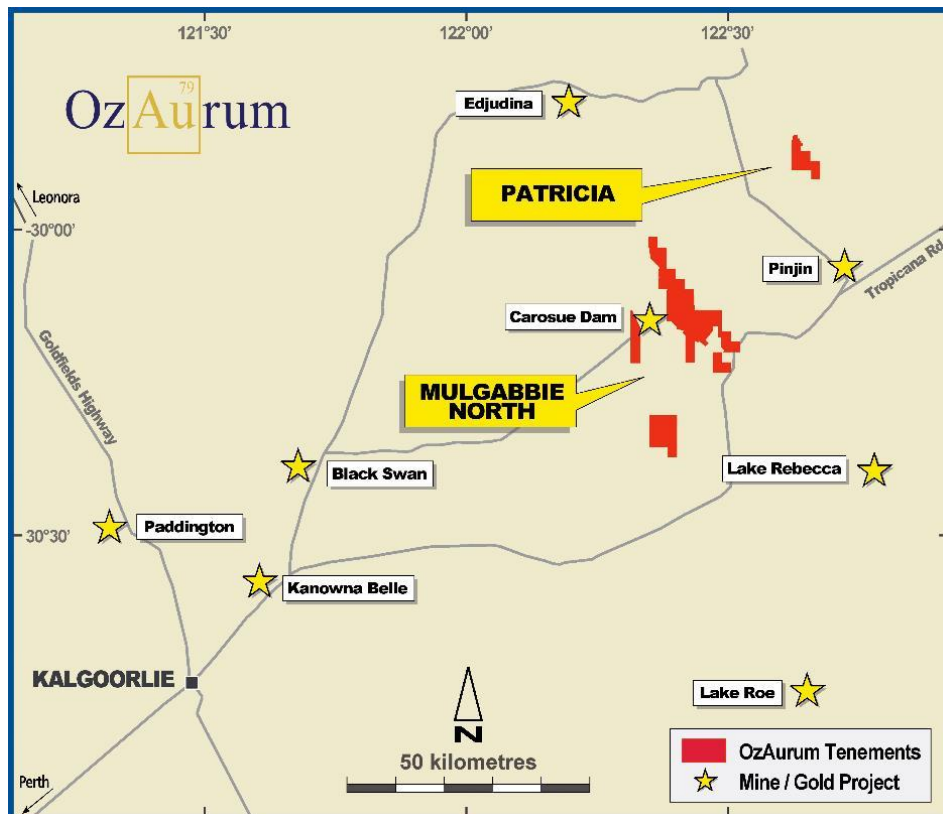 121°30’
122°00’
122°30’
OzAurum
79
Edjudina
PATRICIA
Leonora
-30°00’
Pinjin
Tropicana Rd
Carosue Dam
Goldfields Highway
MULGABBIE
NORTH
Black Swan
Lake Rebecca
Paddington
30°30’
Kanowna Belle
KALGOORLIE
Lake Roe
N
50 kilometres
OzAurum Tenements
Mine / Gold Project
Perth